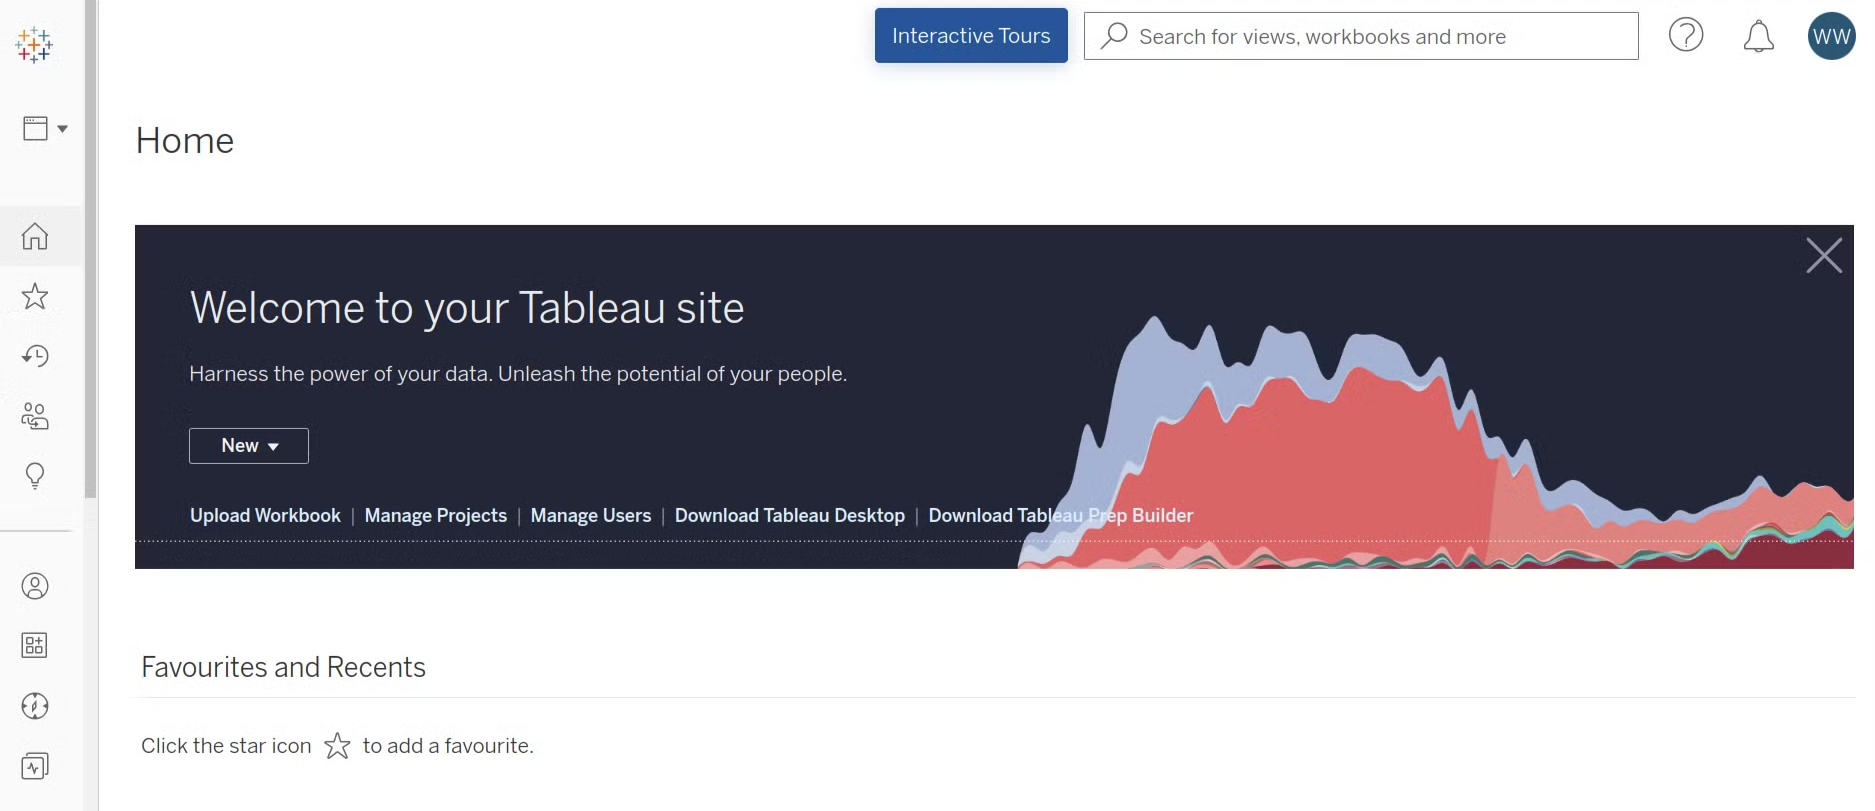 Interactive Tours
Search for views, workbooks and more
WW
Home
Welcome to your Tableau site
Harness the power of your data. Unleash the potential of your people.
New
Upload Workbook | Manage Projects | Manage Users | Download Tableau Desktop | Download Tableau Prep Builder
Favourites and Recents
Click the star icon to add a favourite.